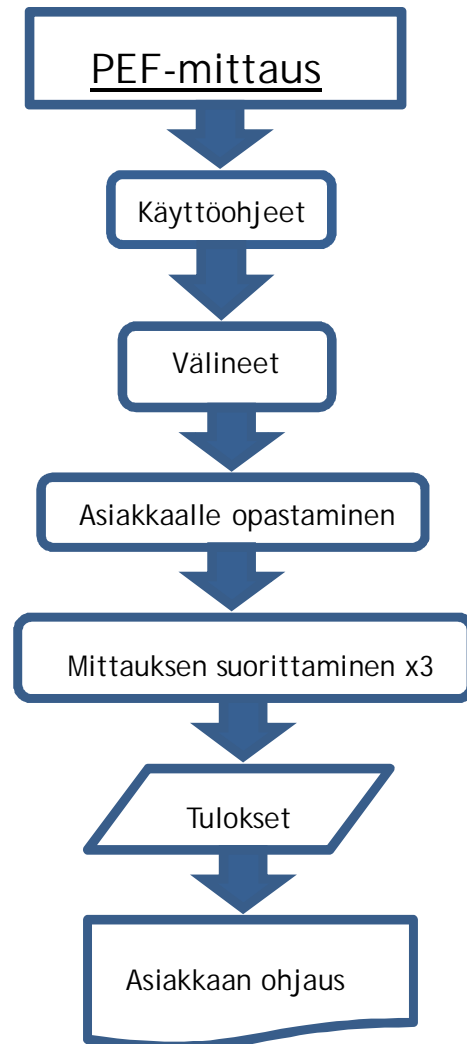 PEF-mittaus
Käyttöohjeet
Välineet
Asiakkaalle opastaminen
Mittauksen suorittaminen x3
Tulokset
Asiakkaan ohjaus